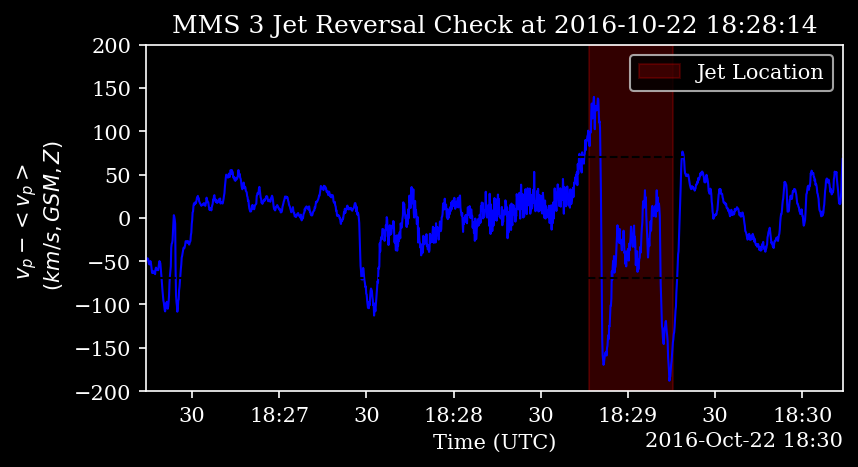 MMS 3 Jet Reversal Check at 2016-10-22 18:28:14
v_p − <v_p>
(km/s, GSM, Z)
200
150
100
50
0
−50
−100
−150
−200
Jet Location
30 18:27 30 18:28 30 18:29 30 18:30
Time (UTC)
2016-Oct-22 18:30